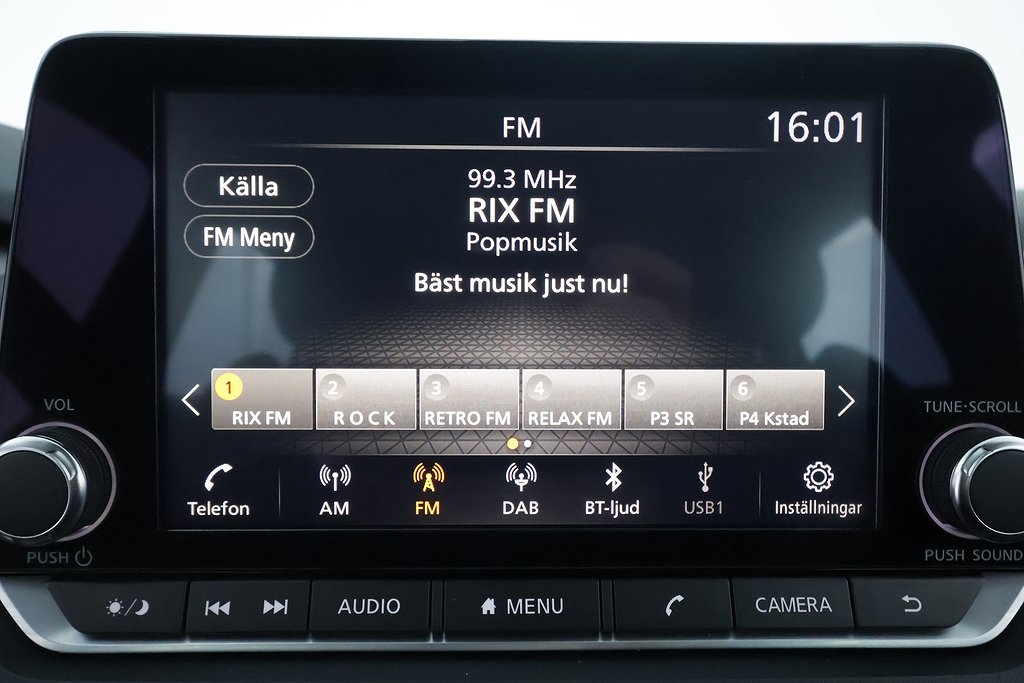 FM
16:01
Källa
99.3 MHz
RIX FM
FM Meny
Popmusik
Bäst musik just nu!
1
2
3
4
5
6
RIX FM
R O C K
RETRO FM
RELAX FM
P3 SR
P4 Kstad
VOL
TUNE·SCROLL
Telefon
AM
FM
DAB
BT-ljud
USB1
Inställningar
PUSH
PUSH SOUND
AUDIO
MENU
CAMERA